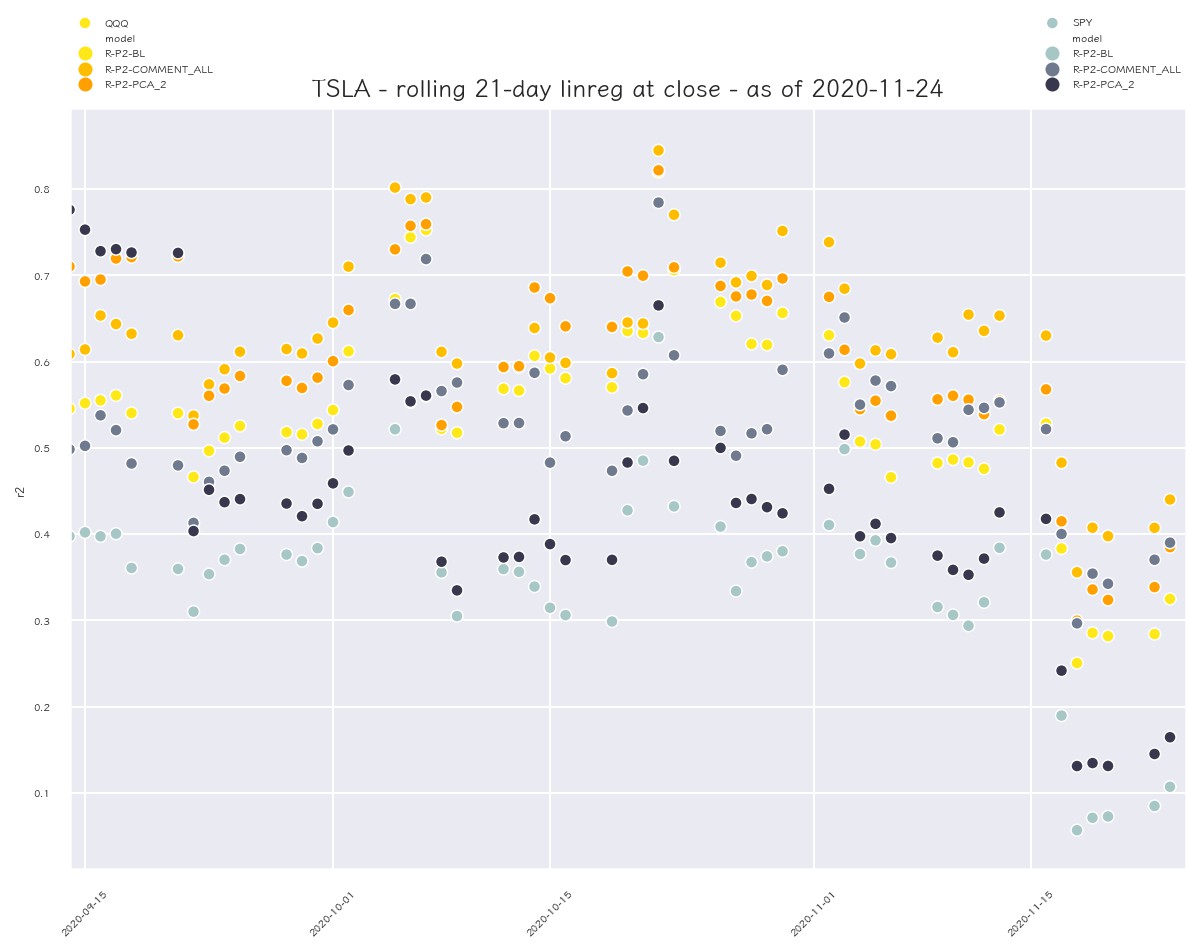 QQQ
model
R-P2-BL
R-P2-COMMENT_ALL
R-P2-PCA_2
SPY
model
R-P2-BL
R-P2-COMMENT_ALL
R-P2-PCA_2
TSLA - rolling 21-day linreg at close - as of 2020-11-24
0.8
0.7
0.6
0.5
r2
0.4
0.3
0.2
0.1
2020-09-15
2020-10-01
2020-10-15
2020-11-01
2020-11-15